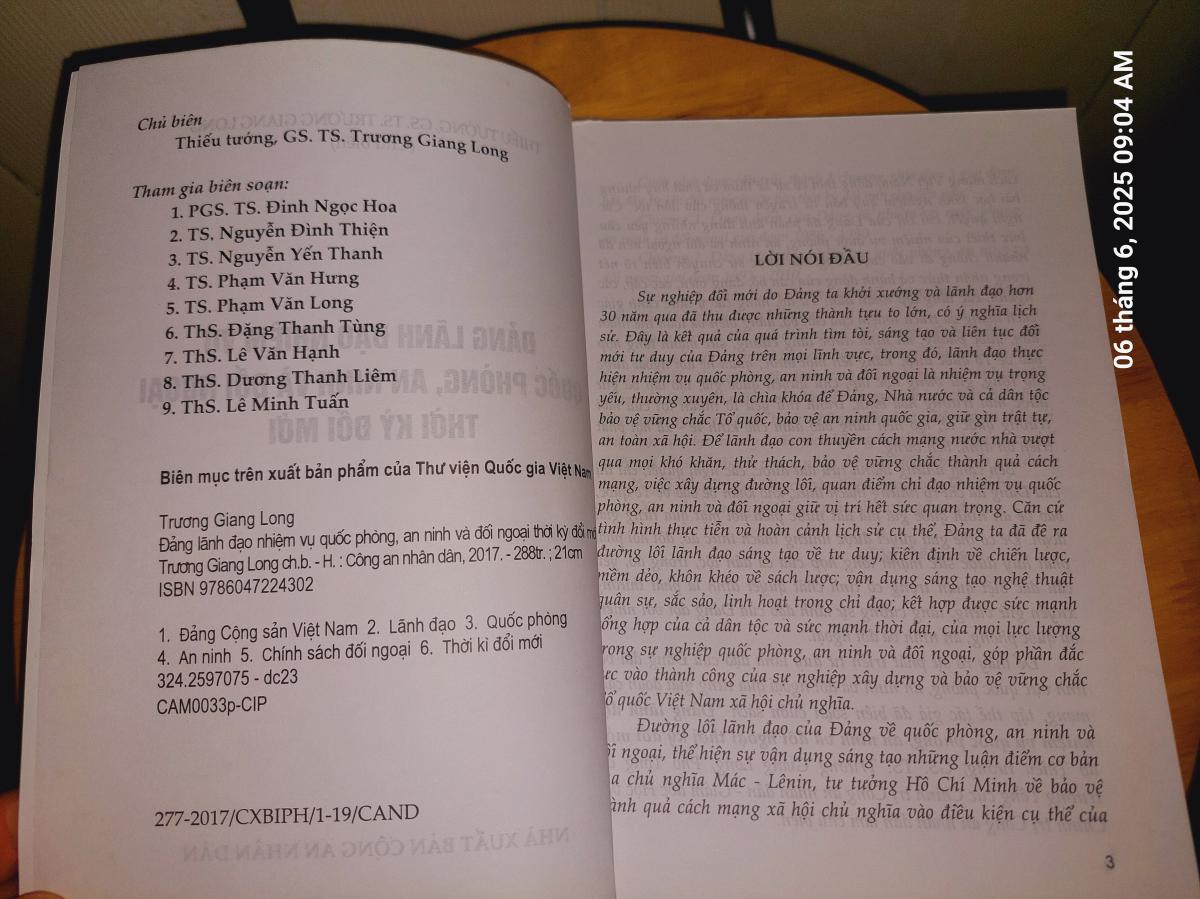 Chủ biên
Thiếu tướng, GS. TS. Trương Giang Long
Tham gia biên soạn:
1. PGS. TS. Đinh Ngọc Hoa
2. TS. Nguyễn Đình Thiện
3. TS. Nguyễn Yến Thanh
4. TS. Phạm Văn Hưng
5. TS. Phạm Văn Long
6. ThS. Đặng Thanh Tùng
7. ThS. Lê Văn Hạnh
8. ThS. Dương Thanh Liêm
9. ThS. Lê Minh Tuấn
Biên mục trên xuất bản phẩm của Thư viện Quốc gia Việt Nam
Trương Giang Long
Đảng lãnh đạo nhiệm vụ quốc phòng, an ninh và đối ngoại thời kỳ đổi
Trương Giang Long ch.b. - H. : Công an nhân dân, 2017. - 288tr. ; 21cm
ISBN 9786047224302
1. Đảng Cộng sản Việt Nam 2. Lãnh đạo 3. Quốc phòng
4. An ninh 5. Chính sách đối ngoại 6. Thời kì đổi mới
324.2597075 - dc23
CAM0033p-CIP
277-2017/CXBIPH/1-19/CAND
LỜI NÓI ĐẦU
Sự nghiệp đổi mới do Đảng ta khởi xướng và lãnh đạo hơn
30 năm qua đã thu được những thành tựu to lớn, có ý nghĩa lịch
sử. Đây là kết quả của quá trình tìm tòi, sáng tạo và liên tục đổi
mới tư duy của Đảng trên mọi lĩnh vực, trong đó, lãnh đạo thực
hiện nhiệm vụ quốc phòng, an ninh và đối ngoại là nhiệm vụ trọng
yếu, thường xuyên, là chìa khóa để Đảng, Nhà nước và cả dân tộc
bảo vệ vững chắc Tổ quốc, bảo vệ an ninh quốc gia, giữ gìn trật tự,
an toàn xã hội. Để lãnh đạo con thuyền cách mạng nước nhà vượt
qua mọi khó khăn, thử thách, bảo vệ vững chắc thành quả cách
mạng, việc xây dựng đường lối, quan điểm chỉ đạo nhiệm vụ quốc
phòng, an ninh và đối ngoại giữ vị trí hết sức quan trọng. Căn cứ
tình hình thực tiễn và hoàn cảnh lịch sử cụ thể, Đảng ta đã đề ra
đường lối lãnh đạo sáng tạo về tư duy; kiên định về chiến lược,
mềm dẻo, khôn khéo về sách lược; vận dụng sáng tạo nghệ thuật
quân sự, sắc sảo, linh hoạt trong chỉ đạo; kết hợp được sức mạnh
ổng hợp của cả dân tộc và sức mạnh thời đại, của mọi lực lượng
rong sự nghiệp quốc phòng, an ninh và đối ngoại, góp phần đắc
ực vào thành công của sự nghiệp xây dựng và bảo vệ vững chắc
ổ quốc Việt Nam xã hội chủ nghĩa.
Đường lối lãnh đạo của Đảng về quốc phòng, an ninh và
ối ngoại, thể hiện sự vận dụng sáng tạo những luận điểm cơ bản
a chủ nghĩa Mác - Lênin, tư tưởng Hồ Chí Minh về bảo vệ
ành quả cách mạng xã hội chủ nghĩa vào điều kiện cụ thể của
3
06 tháng 6, 2025 09:04 AM